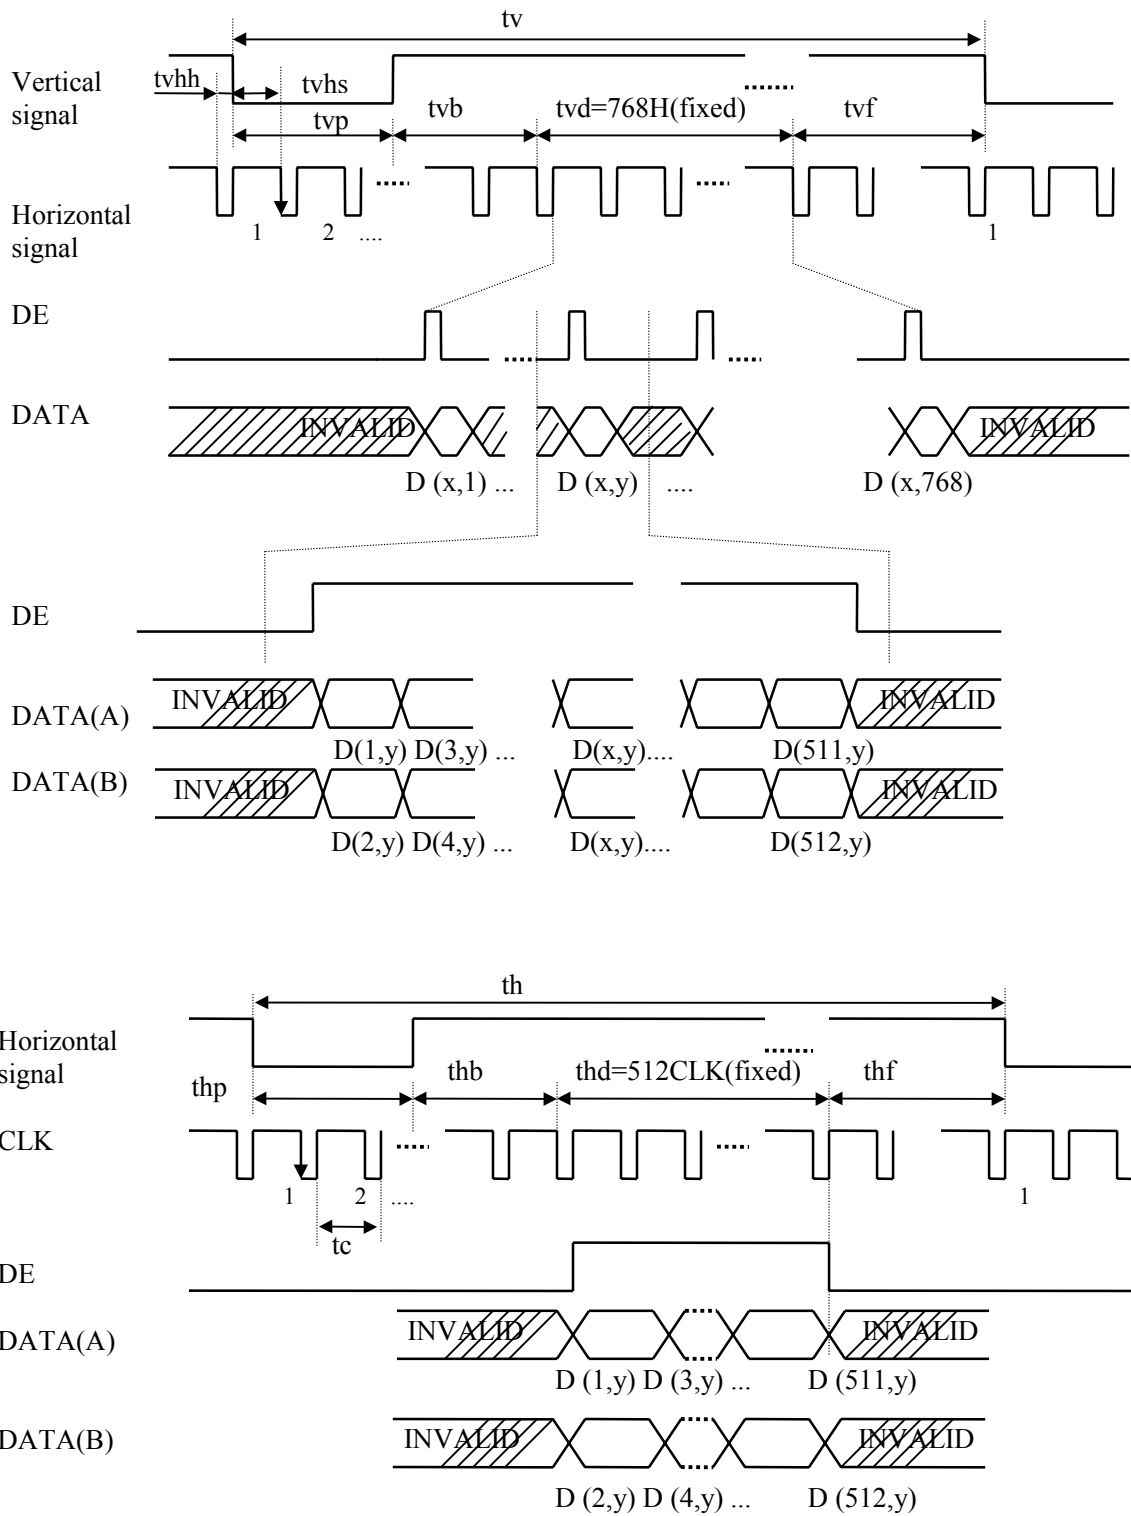 tv
Vertical
signal
tvhh
tvhs
tvp
tvb
tvd=768H(fixed)
tvf
Horizontal
signal
1 2 .... 1
DE
DATA
INVALID INVALID
D (x,1) ... D (x,y) .... D (x,768)
DE
DATA(A)
INVALID INVALID
D(1,y) D(3,y) ... D(x,y).... D(511,y)
DATA(B)
INVALID INVALID
D(2,y) D(4,y) ... D(x,y).... D(512,y)
th
Horizontal
signal
thp thb thd=512CLK(fixed) thf
CLK
1 2 .... 1
tc
DE
DATA(A)
INVALID INVALID
D (1,y) D (3,y) ... D (511,y)
DATA(B)
INVALID INVALID
D (2,y) D (4,y) ... D (512,y)